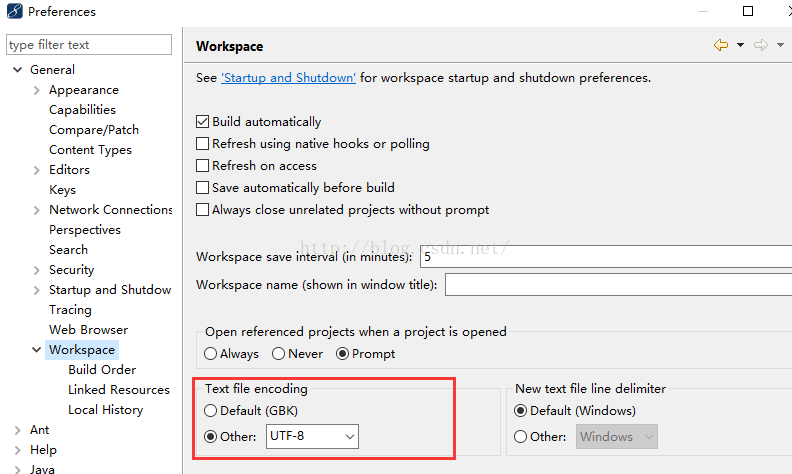 Preferences
type filter text
General
Appearance
Capabilities
Compare/Patch
Content Types
Editors
Keys
Network Connections
Perspectives
Search
Security
Startup and Shutdow
Tracing
Web Browser
Workspace
Build Order
Linked Resources
Local History
Ant
Help
Java
Workspace
See 'Startup and Shutdown' for workspace startup and shutdown preferences.
Build automatically
Refresh using native hooks or polling
Refresh on access
Save automatically before build
Always close unrelated projects without prompt
http://blog.csdn.net/
Workspace save interval (in minutes): 5
Workspace name (shown in window title):
Open referenced projects when a project is opened
Always Never Prompt
Text file encoding
Default (GBK)
Other: UTF-8
New text file line delimiter
Default (Windows)
Other: Windows